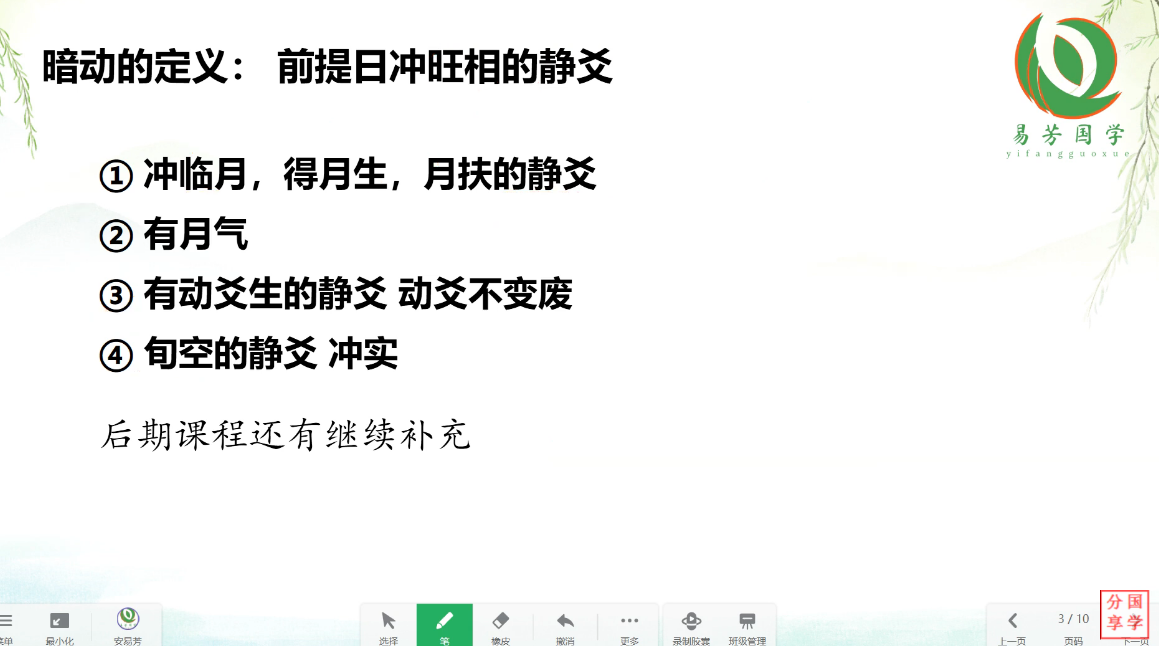 暗动的定义： 前提日冲旺相的静爻
易芳国学
yifangguoxue
① 冲临月，得月生，月扶的静爻
② 有月气
③ 有动爻生的静爻 动爻不变废
④ 旬空的静爻 冲实
后期课程还有继续补充
最小化
安易芳
选择
笔
橡皮
撤消
更多
录制胶囊
班级管理
上一页
3 / 10
页码
下一页
国学
分享